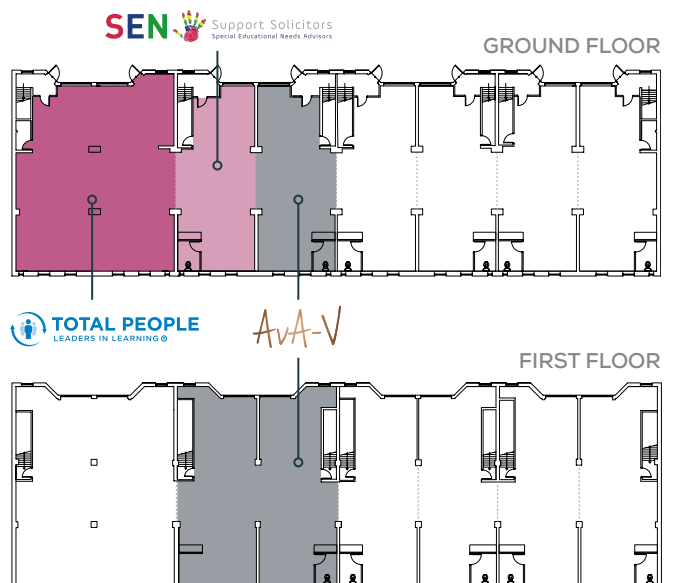 SEN Support Solicitors
Special Educational Needs Advisors
GROUND FLOOR
TOTAL PEOPLE
LEADERS IN LEARNING
AvA-V
FIRST FLOOR